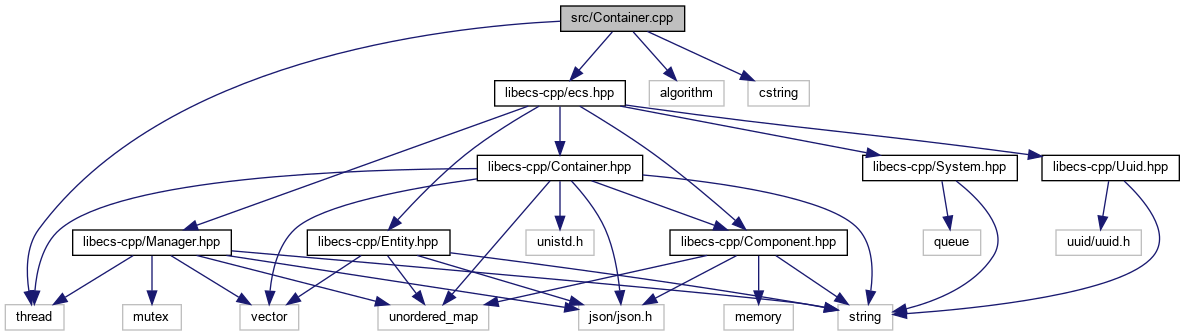 src/Container.cpp
libecs-cpp/ecs.hpp
algorithm
cstring
libecs-cpp/Container.hpp
libecs-cpp/System.hpp
libecs-cpp/Uuid.hpp
libecs-cpp/Manager.hpp
libecs-cpp/Entity.hpp
unistd.h
libecs-cpp/Component.hpp
queue
uuid/uuid.h
thread
mutex
vector
unordered_map
json/json.h
memory
string